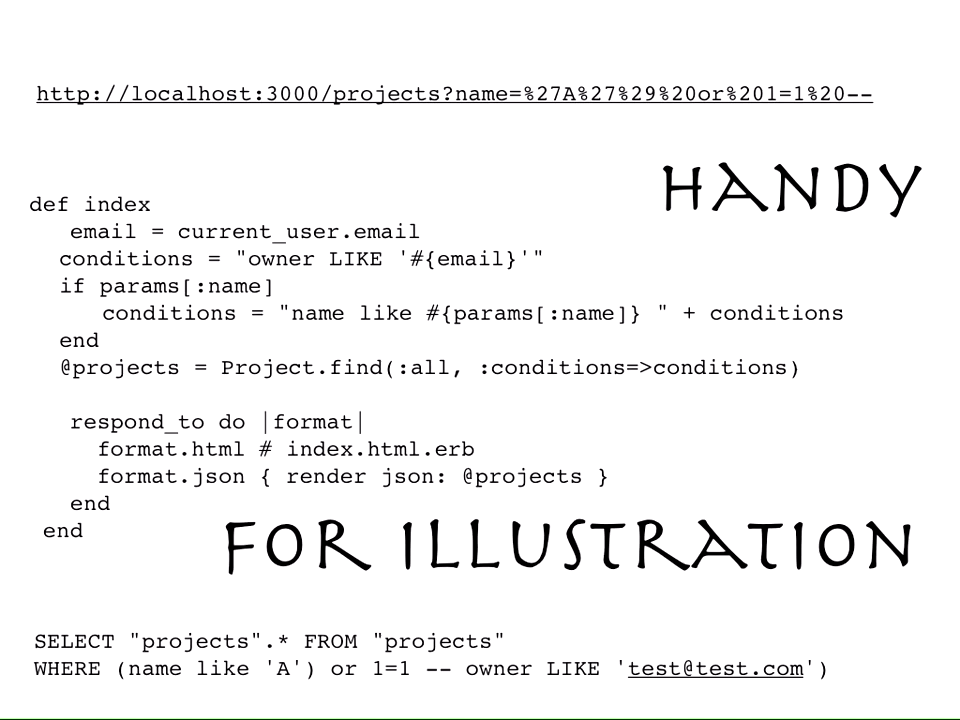 http://localhost:3000/projects?name=%27A%27%29%20or%201=1%20--
HANDY
def index
email = current_user.email
conditions = "owner LIKE '#{email}'"
if params[:name]
conditions = "name like #{params[:name]} " + conditions
end
@projects = Project.find(:all, :conditions=>conditions)
respond_to do |format|
format.html # index.html.erb
format.json { render json: @projects }
end
end
FOR ILLUSTRATION
SELECT "projects".* FROM "projects"
WHERE (name like 'A') or 1=1 -- owner LIKE 'test@test.com')